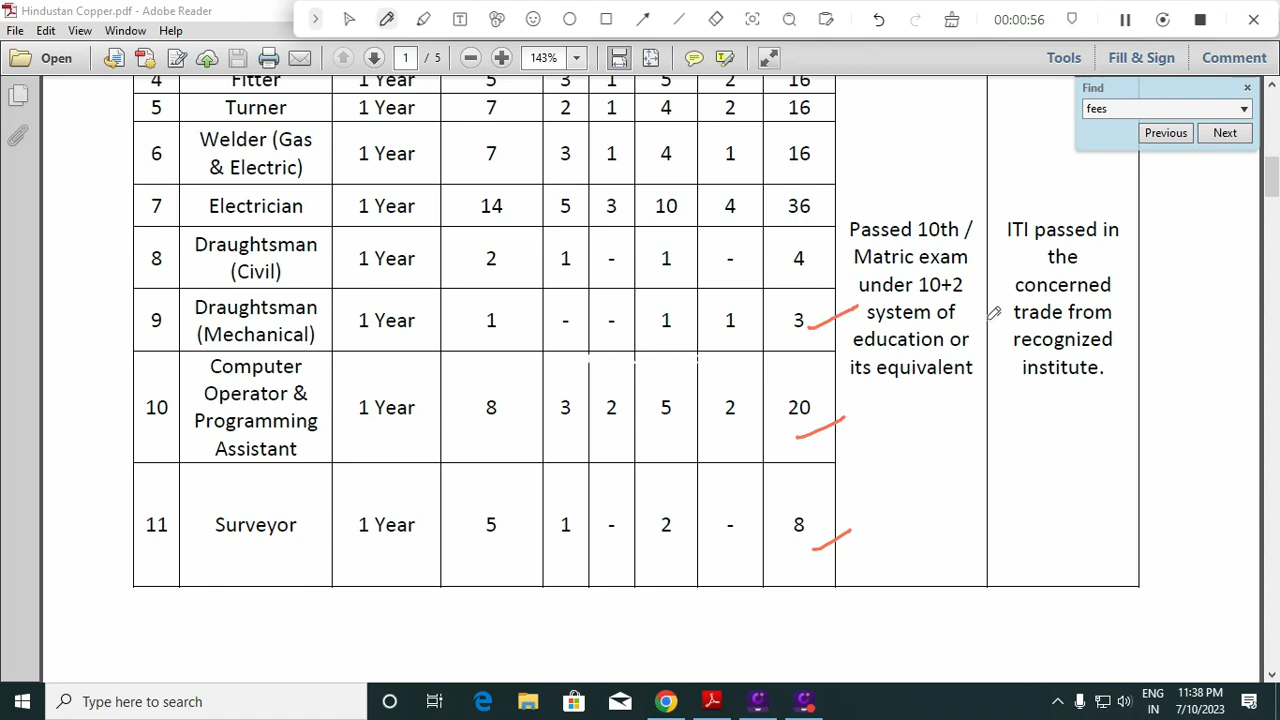 Hindustan Copper.pdf - Adobe Reader
00:00:56
File Edit View Window Help
Open 1 / 5 143% Tools Fill & Sign Comment
Find
fees
Previous Next
4 Fitter 1 Year 5 3 1 5 2 16
5 Turner 1 Year 7 2 1 4 2 16
Welder (Gas
6 1 Year 7 3 1 4 1 16
& Electric)
7 Electrician 1 Year 14 5 3 10 4 36
Draughtsman
8 1 Year 2 1 - 1 - 4
(Civil)
Draughtsman
9 1 Year 1 - - 1 1 3
(Mechanical)
Computer
Operator &
10 1 Year 8 3 2 5 2 20
Programming
Assistant
11 Surveyor 1 Year 5 1 - 2 - 8
Passed 10th /
Matric exam
under 10+2
system of
education or
its equivalent
ITI passed in
the
concerned
trade from
recognized
institute.
Type here to search
ENG
IN
11:38 PM
7/10/2023